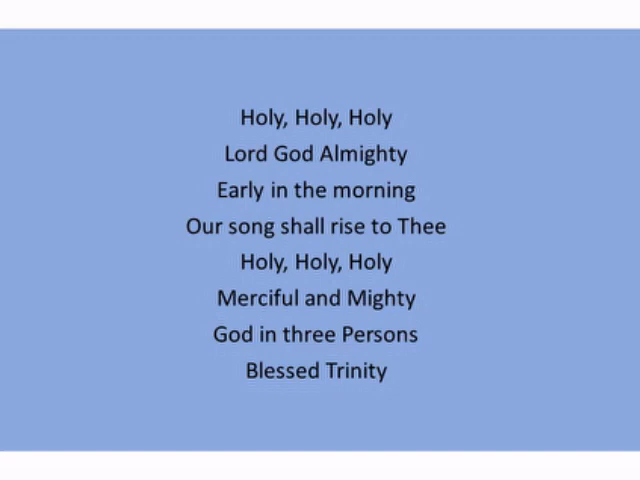 Holy, Holy, Holy
Lord God Almighty
Early in the morning
Our song shall rise to Thee
Holy, Holy, Holy
Merciful and Mighty
God in three Persons
Blessed Trinity